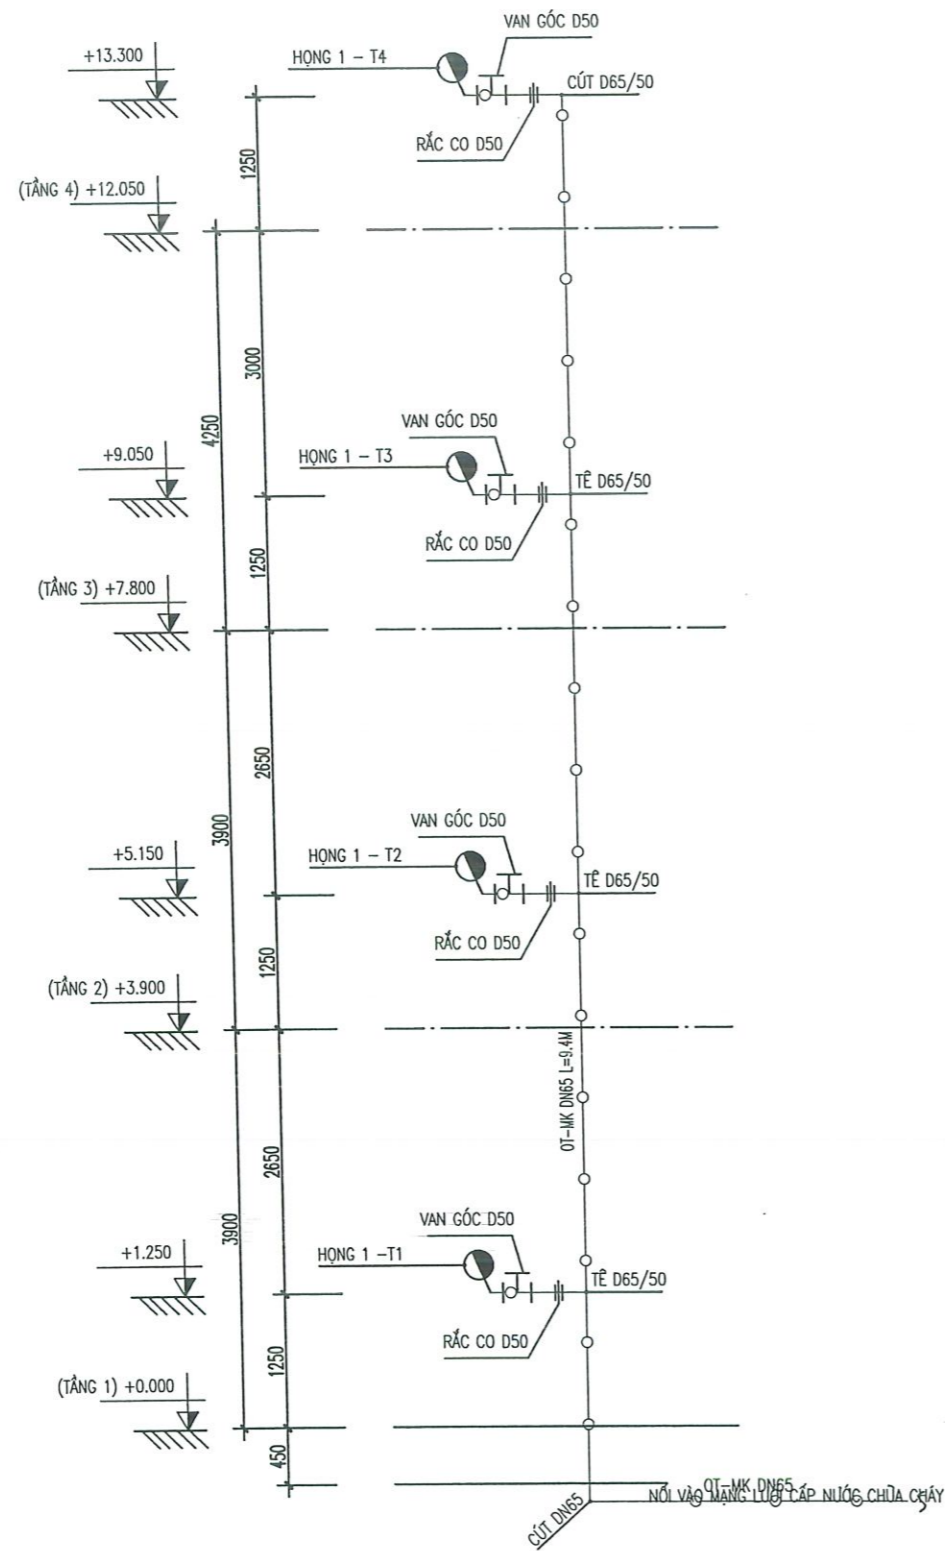 VAN GÓC D50
+13.300
HỌNG 1 - T4
CÚT D65/50
RẮC CO D50
1250
(TẦNG 4) +12.050
3000
4250
VAN GÓC D50
+9.050
HỌNG 1 - T3
TÊ D65/50
RẮC CO D50
1250
(TẦNG 3) +7.800
2650
3900
VAN GÓC D50
+5.150
HỌNG 1 - T2
TÊ D65/50
RẮC CO D50
1250
(TẦNG 2) +3.900
OT-MK DN65 L=9.4M
2650
3900
VAN GÓC D50
+1.250
HỌNG 1 -T1
TÊ D65/50
RẮC CO D50
1250
(TẦNG 1) +0.000
450
OT-MK DN65
NỐI VÀO MẠNG LƯỚI CẤP NƯỚC CHỮA CHÁY
CÚT DN65